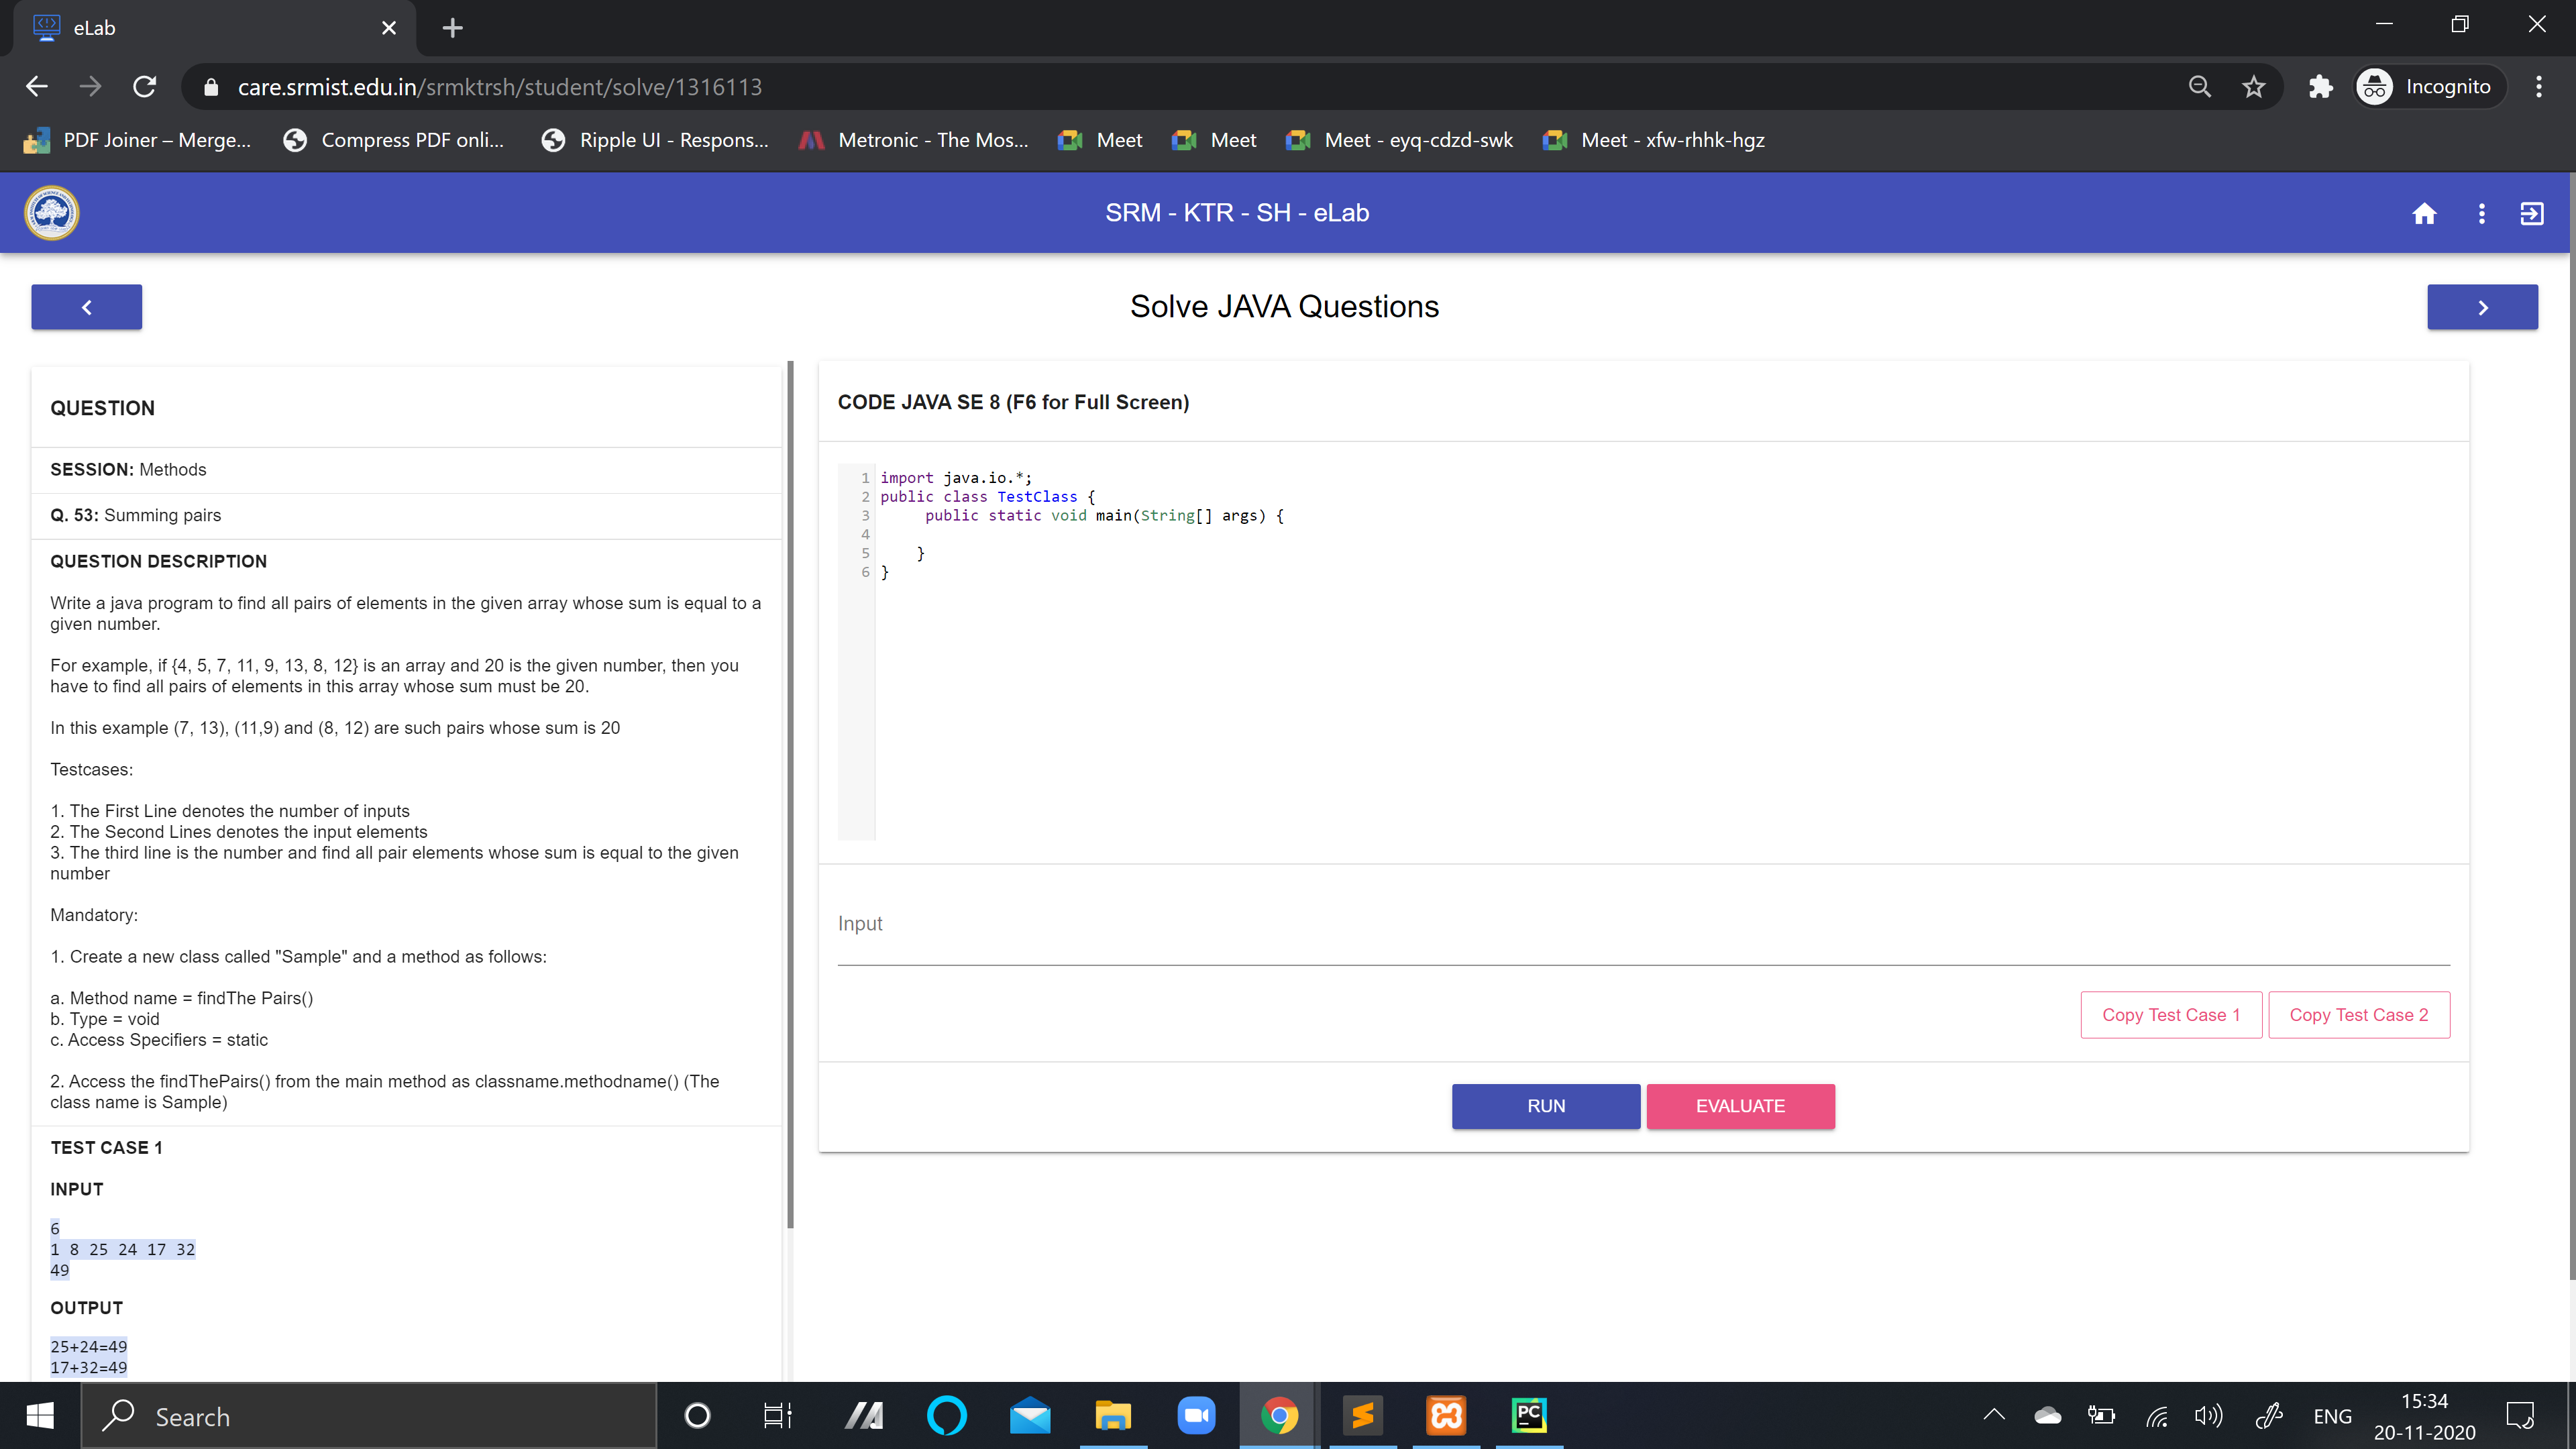 eLab
care.srmist.edu.in/srmktrsh/student/solve/1316113
Incognito
PDF Joiner – Merge...
Compress PDF onli...
Ripple UI - Respons...
Metronic - The Mos...
Meet
Meet
Meet - eyq-cdzd-swk
Meet - xfw-rhhk-hgz
SRM - KTR - SH - eLab
Solve JAVA Questions
QUESTION
SESSION: Methods
Q. 53: Summing pairs
QUESTION DESCRIPTION
Write a java program to find all pairs of elements in the given array whose sum is equal to a
given number.
For example, if {4, 5, 7, 11, 9, 13, 8, 12} is an array and 20 is the given number, then you
have to find all pairs of elements in this array whose sum must be 20.
In this example (7, 13), (11,9) and (8, 12) are such pairs whose sum is 20
Testcases:
1. The First Line denotes the number of inputs
2. The Second Lines denotes the input elements
3. The third line is the number and find all pair elements whose sum is equal to the given
number
Mandatory:
1. Create a new class called "Sample" and a method as follows:
a. Method name = findThe Pairs()
b. Type = void
c. Access Specifiers = static
2. Access the findThePairs() from the main method as classname.methodname() (The
class name is Sample)
TEST CASE 1
INPUT
6
1 8 25 24 17 32
49
OUTPUT
25+24=49
17+32=49
CODE JAVA SE 8 (F6 for Full Screen)
1 import java.io.*;
2 public class TestClass {
3 public static void main(String[] args) {
4
5 }
6 }
Input
Copy Test Case 1
Copy Test Case 2
RUN
EVALUATE
Search
PC
ENG
15:34
20-11-2020